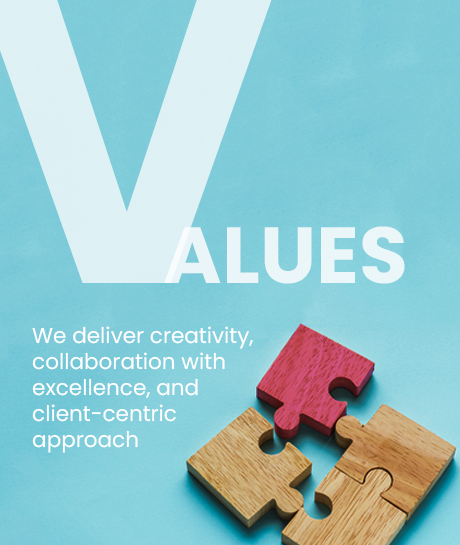 VALUES
We deliver creativity,
collaboration with
excellence, and
client-centric
approach